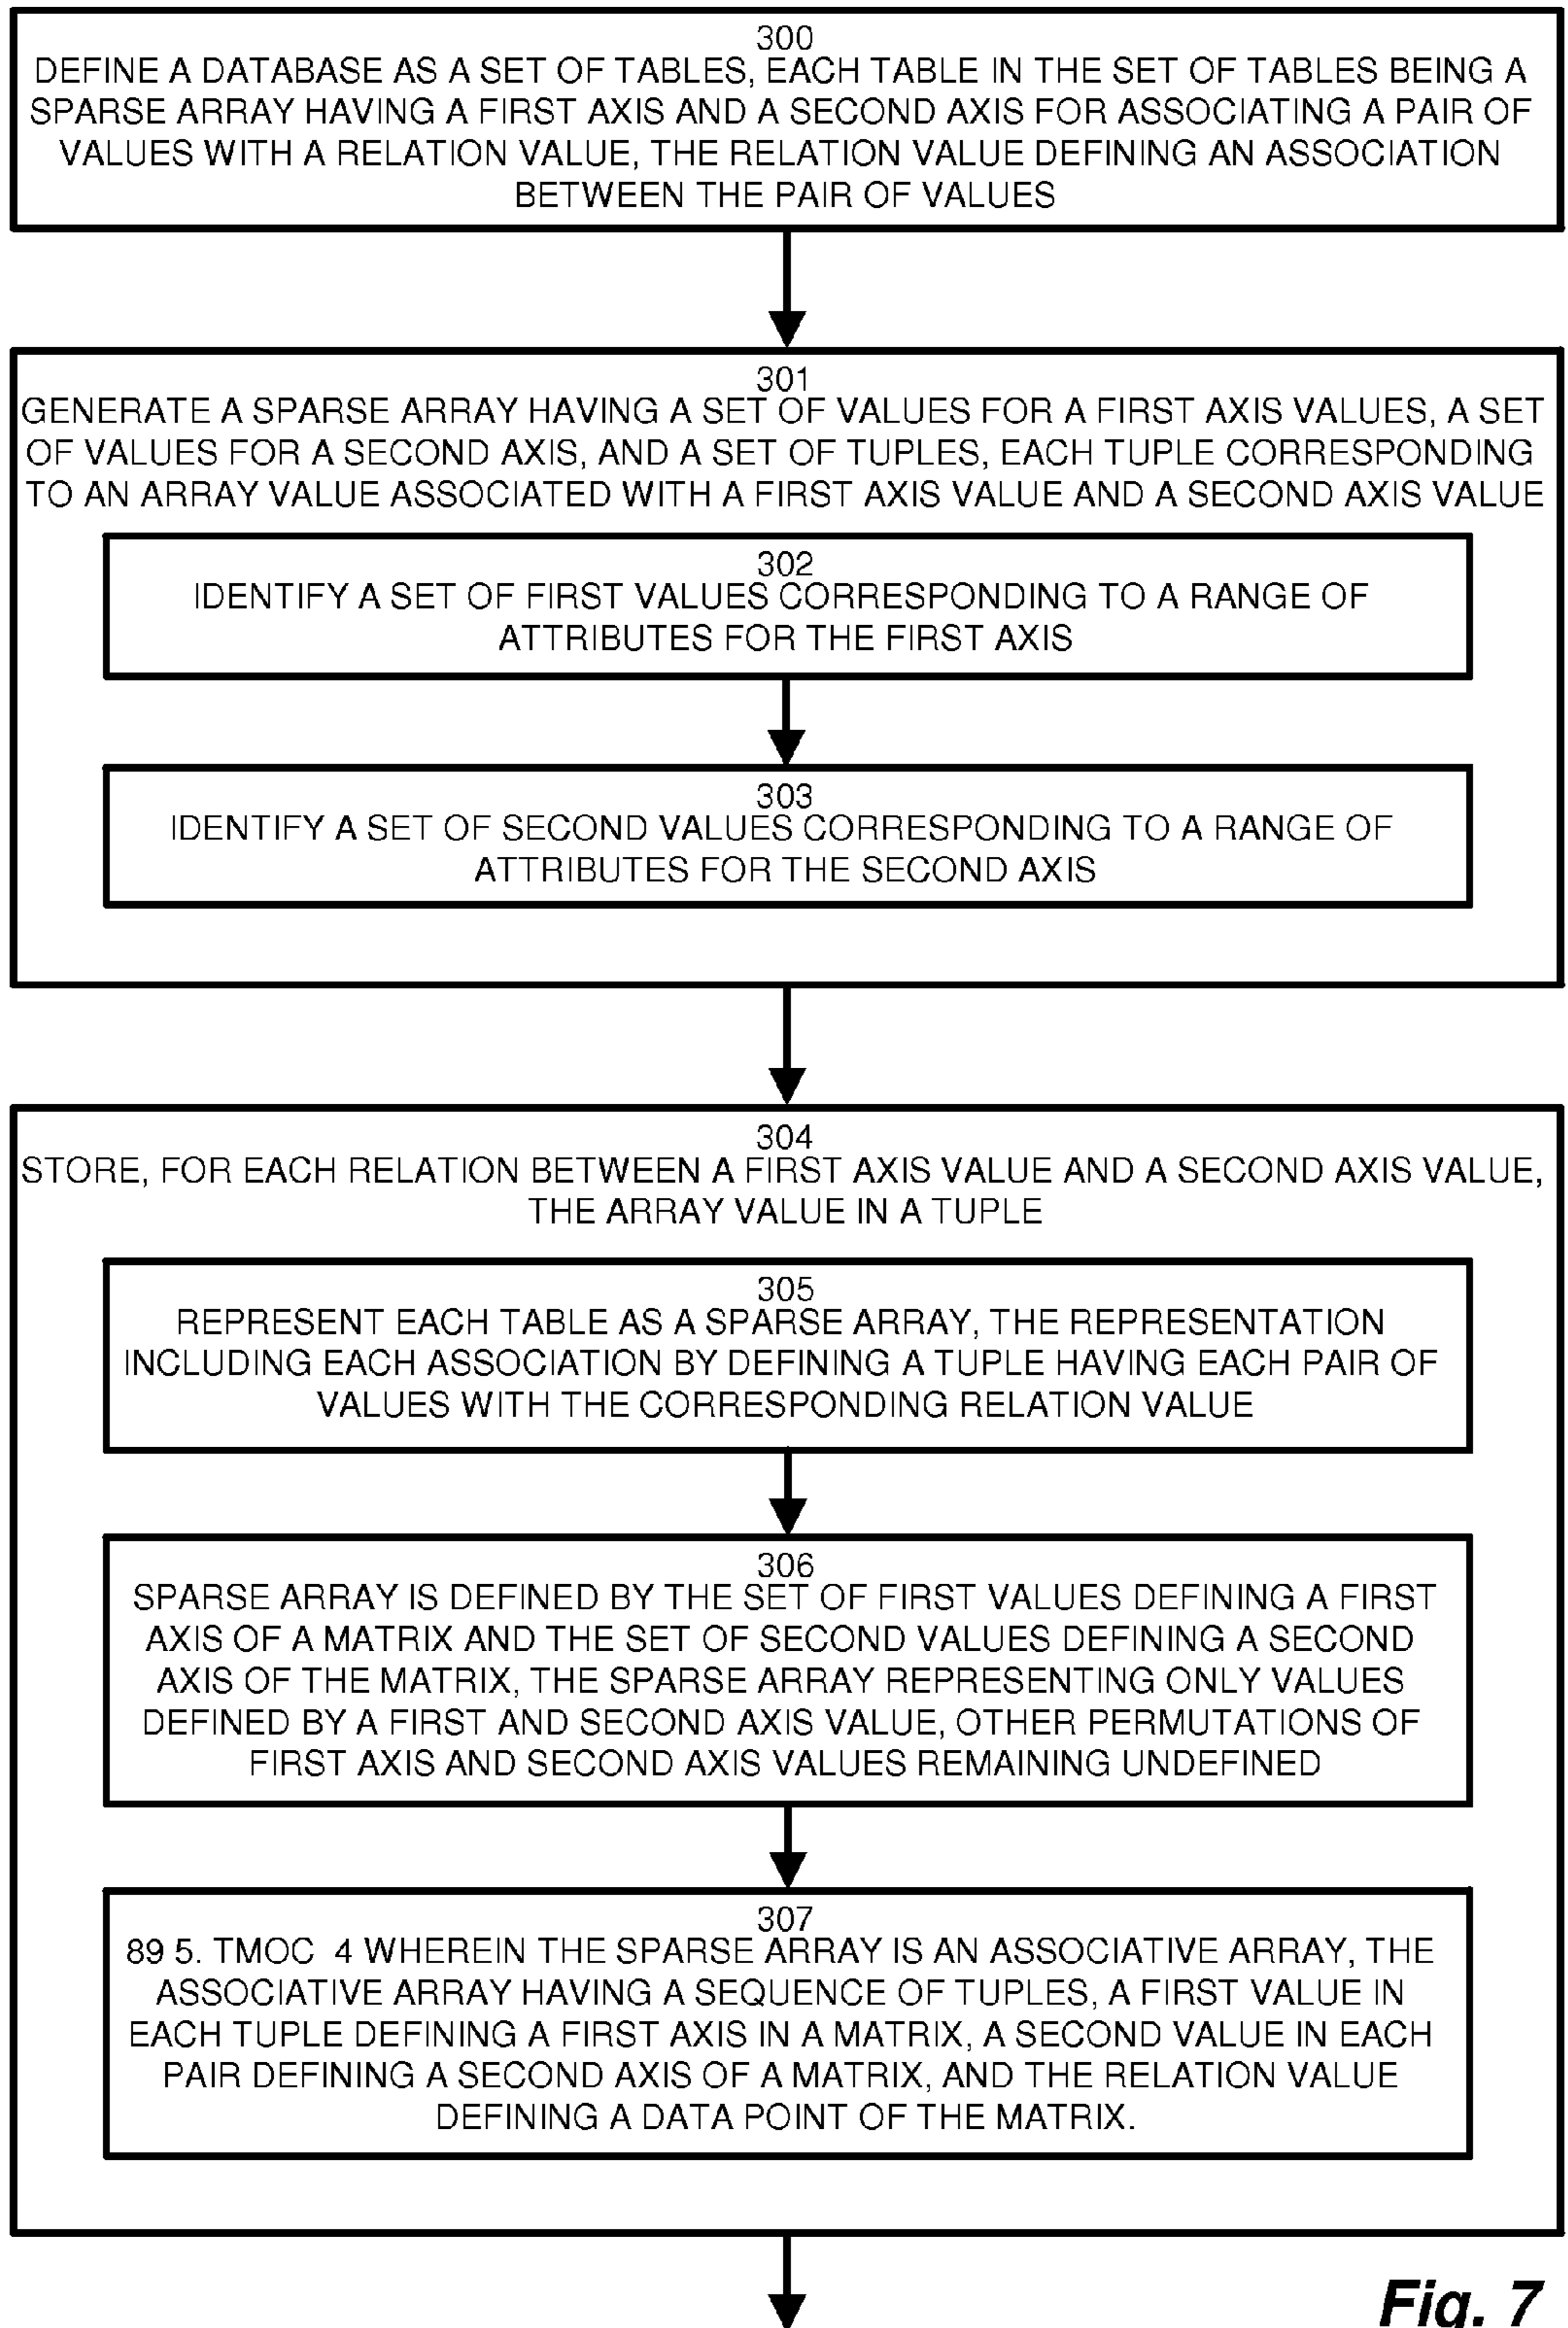 300
DEFINE A DATABASE AS A SET OF TABLES, EACH TABLE IN THE SET OF TABLES BEING A
SPARSE ARRAY HAVING A FIRST AXIS AND A SECOND AXIS FOR ASSOCIATING A PAIR OF
VALUES WITH A RELATION VALUE, THE RELATION VALUE DEFINING AN ASSOCIATION
BETWEEN THE PAIR OF VALUES
301
GENERATE A SPARSE ARRAY HAVING A SET OF VALUES FOR A FIRST AXIS VALUES, A SET
OF VALUES FOR A SECOND AXIS, AND A SET OF TUPLES, EACH TUPLE CORRESPONDING
TO AN ARRAY VALUE ASSOCIATED WITH A FIRST AXIS VALUE AND A SECOND AXIS VALUE
302
IDENTIFY A SET OF FIRST VALUES CORRESPONDING TO A RANGE OF
ATTRIBUTES FOR THE FIRST AXIS
303
IDENTIFY A SET OF SECOND VALUES CORRESPONDING TO A RANGE OF
ATTRIBUTES FOR THE SECOND AXIS
304
STORE, FOR EACH RELATION BETWEEN A FIRST AXIS VALUE AND A SECOND AXIS VALUE,
THE ARRAY VALUE IN A TUPLE
305
REPRESENT EACH TABLE AS A SPARSE ARRAY, THE REPRESENTATION
INCLUDING EACH ASSOCIATION BY DEFINING A TUPLE HAVING EACH PAIR OF
VALUES WITH THE CORRESPONDING RELATION VALUE
306
SPARSE ARRAY IS DEFINED BY THE SET OF FIRST VALUES DEFINING A FIRST
AXIS OF A MATRIX AND THE SET OF SECOND VALUES DEFINING A SECOND
AXIS OF THE MATRIX, THE SPARSE ARRAY REPRESENTING ONLY VALUES
DEFINED BY A FIRST AND SECOND AXIS VALUE, OTHER PERMUTATIONS OF
FIRST AXIS AND SECOND AXIS VALUES REMAINING UNDEFINED
307
89 5. TMOC 4 WHEREIN THE SPARSE ARRAY IS AN ASSOCIATIVE ARRAY, THE
ASSOCIATIVE ARRAY HAVING A SEQUENCE OF TUPLES, A FIRST VALUE IN
EACH TUPLE DEFINING A FIRST AXIS IN A MATRIX, A SECOND VALUE IN EACH
PAIR DEFINING A SECOND AXIS OF A MATRIX, AND THE RELATION VALUE
DEFINING A DATA POINT OF THE MATRIX.
Fig. 7